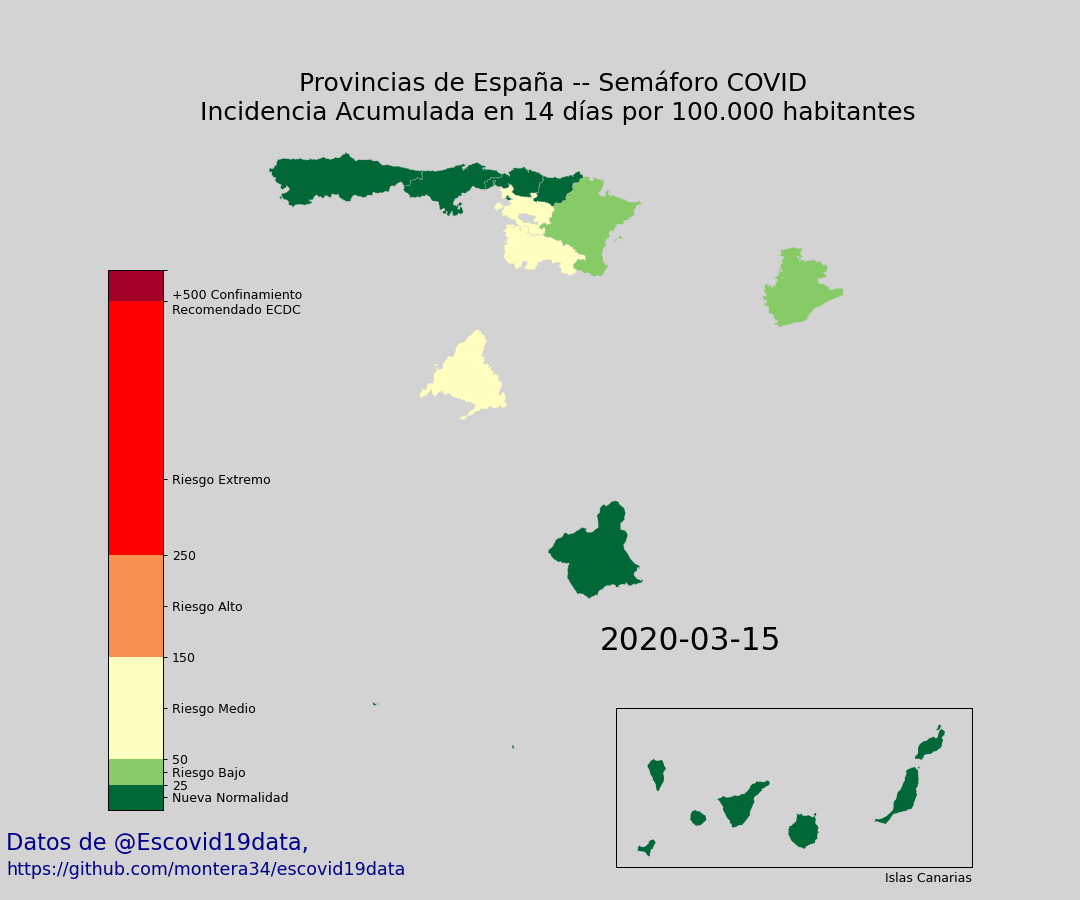 Provincias de España -- Semáforo COVID
Incidencia Acumulada en 14 días por 100.000 habitantes
+500 Confinamiento
Recomendado ECDC
Riesgo Extremo
250
Riesgo Alto
150
Riesgo Medio
50
Riesgo Bajo
25
Nueva Normalidad
2020-03-15
Islas Canarias
Datos de @Escovid19data,
https://github.com/montera34/escovid19data